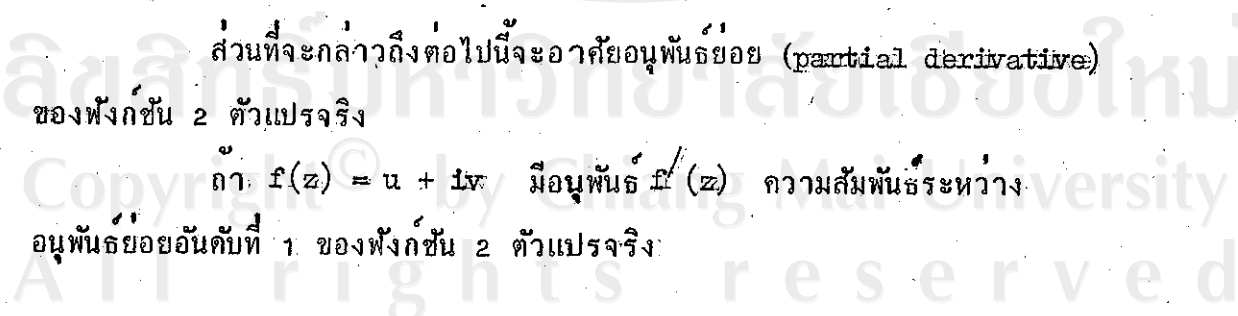 ส่วนที่จะกล่าวถึงต่อไปนี้จะอาศัยอนุพันธ์ย่อย (partial derivative)
ของฟังก์ชัน 2 ตัวแปรจริง
ถ้า f(z) = u + iv มีอนุพันธ์ f'(z) ความสัมพันธ์ระหว่าง
อนุพันธ์ย่อยอันดับที่ 1 ของฟังก์ชัน 2 ตัวแปรจริง
ลิขสิทธิ์มหาวิทยาลัยเชียงใหม่
Copyright © by Chiang Mai University
All rights reserved